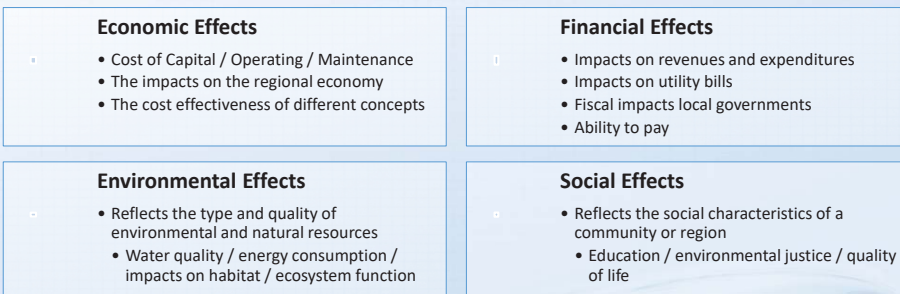 Economic Effects
• Cost of Capital / Operating / Maintenance
• The impacts on the regional economy
• The cost effectiveness of different concepts
Financial Effects
• Impacts on revenues and expenditures
• Impacts on utility bills
• Fiscal impacts local governments
• Ability to pay
Environmental Effects
• Reflects the type and quality of
environmental and natural resources
• Water quality / energy consumption /
impacts on habitat / ecosystem function
Social Effects
• Reflects the social characteristics of a
community or region
• Education / environmental justice / quality
of life